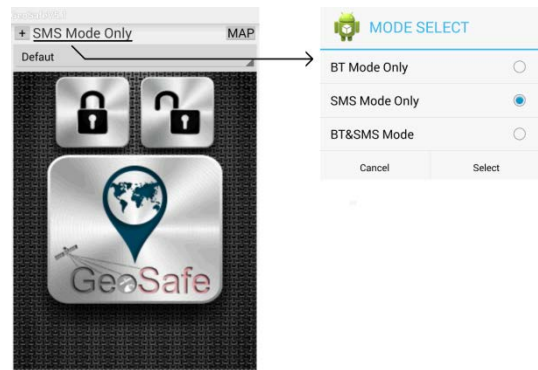 + SMS Mode Only MAP
Defaut
GeoSafe
MODE SELECT
BT Mode Only
SMS Mode Only
BT&SMS Mode
Cancel Select